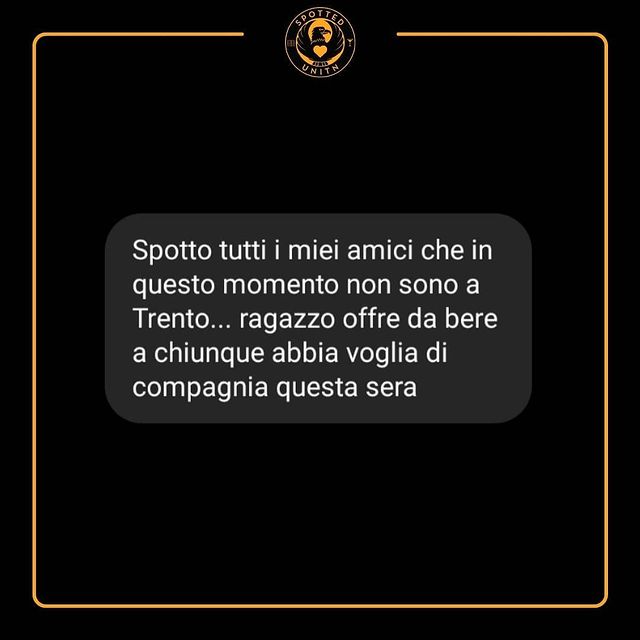 SPOTTED
UNITN
Spotto tutti i miei amici che in
questo momento non sono a
Trento... ragazzo offre da bere
a chiunque abbia voglia di
compagnia questa sera